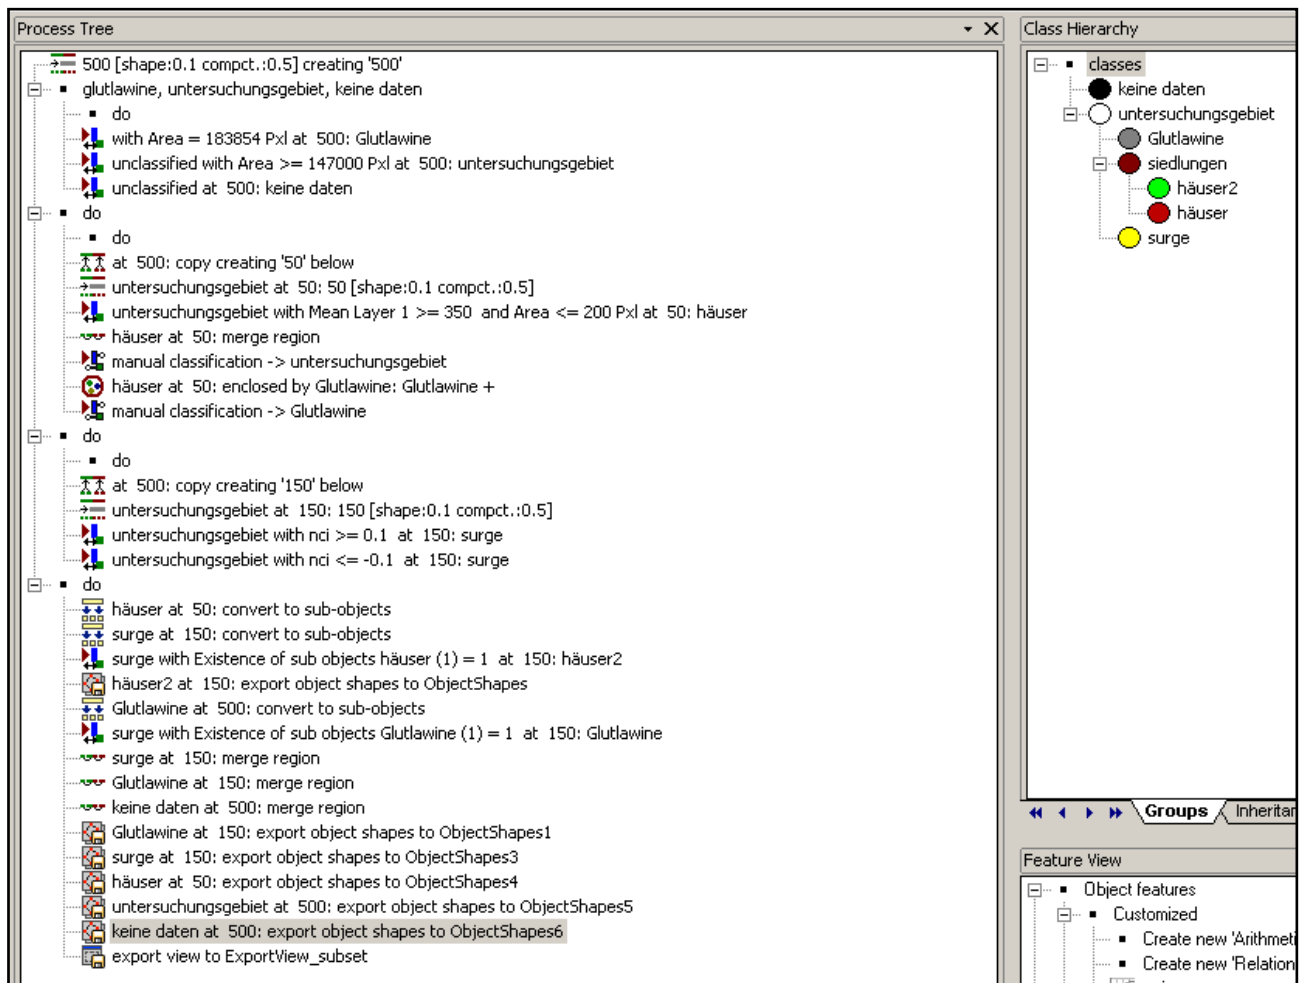 Process Tree
500 [shape:0.1 compct.:0.5] creating '500'
glutlawine, untersuchungsgebiet, keine daten
do
with Area = 183854 Pxl at 500: Glutlawine
unclassified with Area >= 147000 Pxl at 500: untersuchungsgebiet
unclassified at 500: keine daten
do
do
at 500: copy creating '50' below
untersuchungsgebiet at 50: 50 [shape:0.1 compct.:0.5]
untersuchungsgebiet with Mean Layer 1 >= 350 and Area <= 200 Pxl at 50: häuser
häuser at 50: merge region
manual classification -> untersuchungsgebiet
häuser at 50: enclosed by Glutlawine: Glutlawine +
manual classification -> Glutlawine
do
do
at 500: copy creating '150' below
untersuchungsgebiet at 150: 150 [shape:0.1 compct.:0.5]
untersuchungsgebiet with nci >= 0.1 at 150: surge
untersuchungsgebiet with nci <= -0.1 at 150: surge
do
häuser at 50: convert to sub-objects
surge at 150: convert to sub-objects
surge with Existence of sub objects häuser (1) = 1 at 150: häuser2
häuser2 at 150: export object shapes to ObjectShapes
Glutlawine at 500: convert to sub-objects
surge with Existence of sub objects Glutlawine (1) = 1 at 150: Glutlawine
surge at 150: merge region
Glutlawine at 150: merge region
keine daten at 500: merge region
Glutlawine at 150: export object shapes to ObjectShapes1
surge at 150: export object shapes to ObjectShapes3
häuser at 50: export object shapes to ObjectShapes4
untersuchungsgebiet at 500: export object shapes to ObjectShapes5
keine daten at 500: export object shapes to ObjectShapes6
export view to ExportView_subset
Class Hierarchy
classes
keine daten
untersuchungsgebiet
Glutlawine
siedlungen
häuser2
häuser
surge
Groups Inheritan
Feature View
Object features
Customized
Create new 'Arithmeti
Create new 'Relation